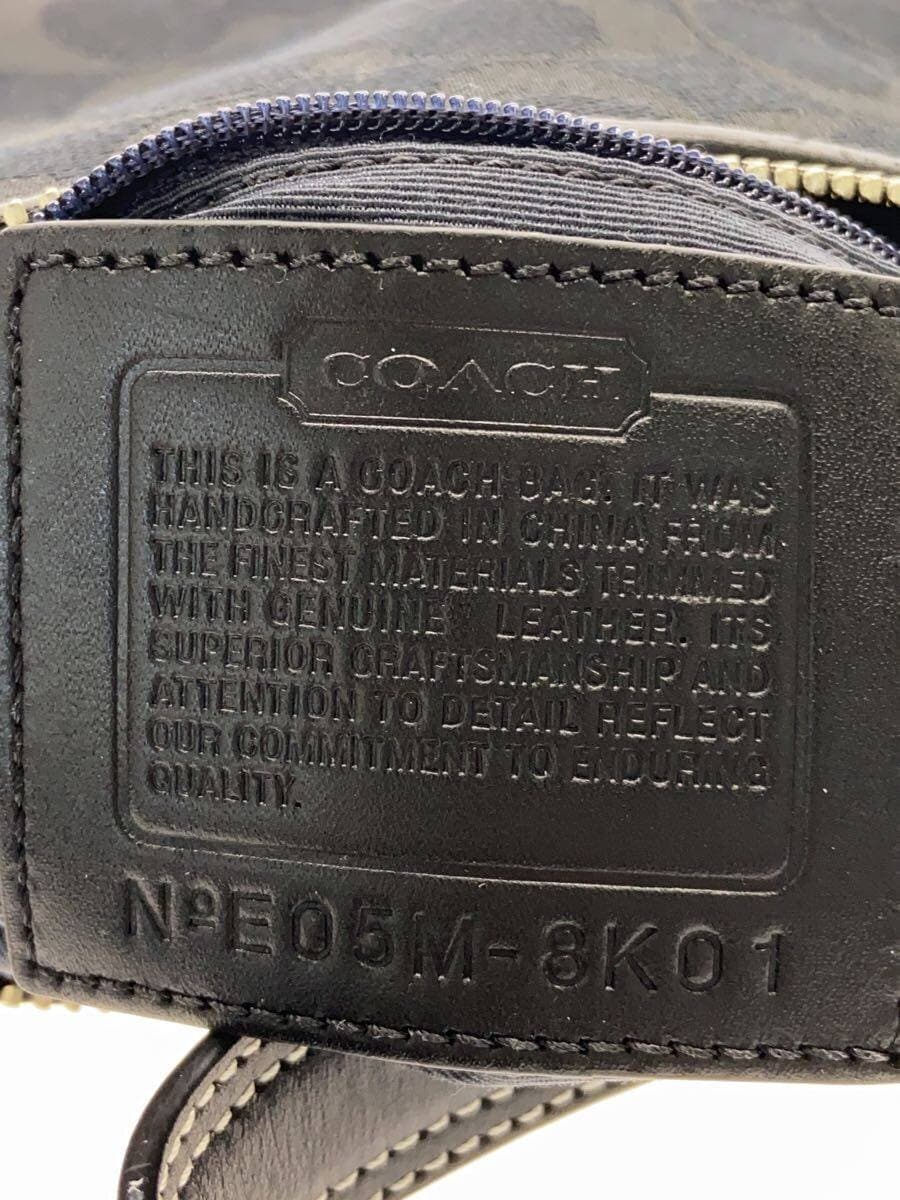 COACH
THIS IS A COACH BAG. IT WAS
HANDCRAFTED IN CHINA FROM
THE FINEST MATERIALS TRIMMED
WITH GENUINE LEATHER. ITS
SUPERIOR CRAFTSMANSHIP AND
ATTENTION TO DETAIL REFLECT
OUR COMMITMENT TO ENDURING
QUALITY.
NºE05M-8K01